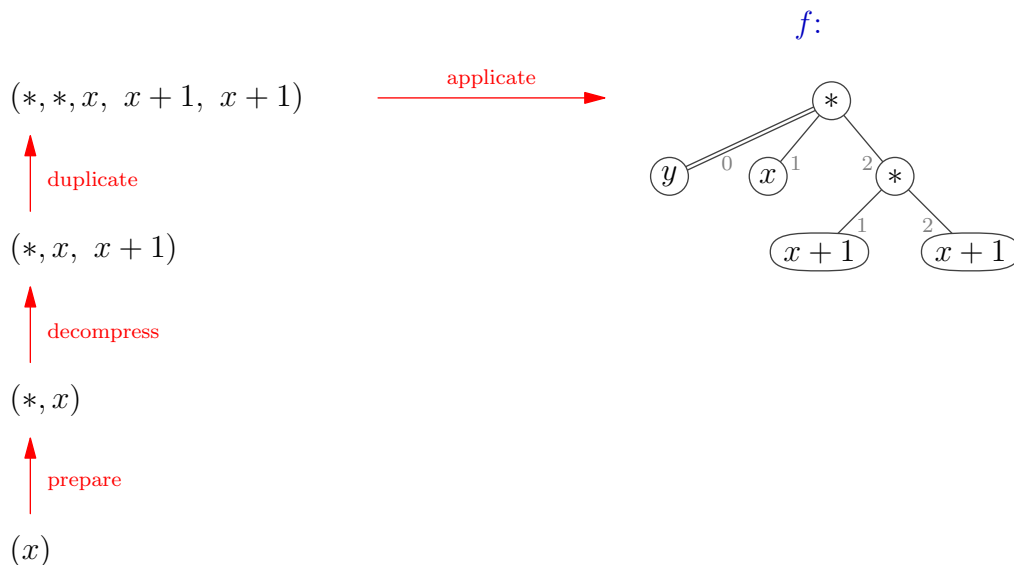 f:
(∗, ∗, x, x + 1, x + 1)
applicate
∗
duplicate
0
1
2
y
x
∗
(∗, x, x + 1)
1
2
x + 1
x + 1
decompress
(∗, x)
prepare
(x)